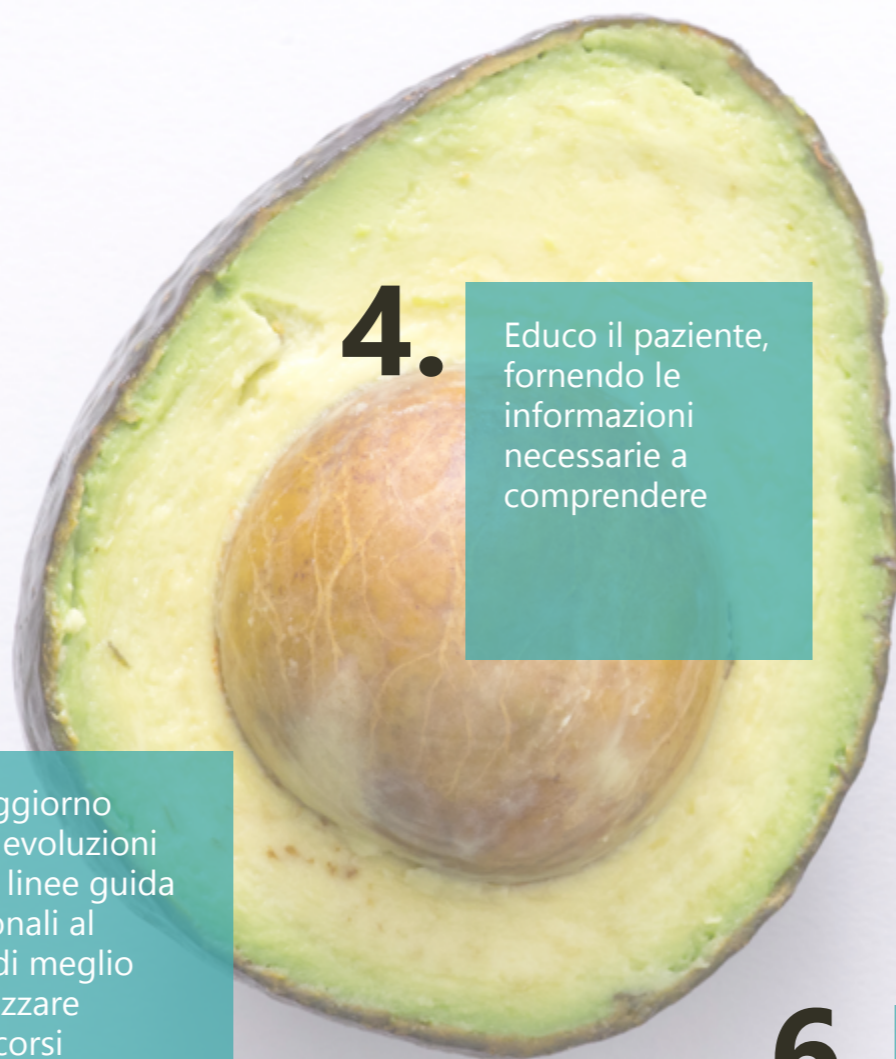 4.
Educo il paziente,
fornendo le
informazioni
necessarie a
comprendere
ggiorno
evoluzioni
linee guida
onali al
di meglio
izzare
corsi
6